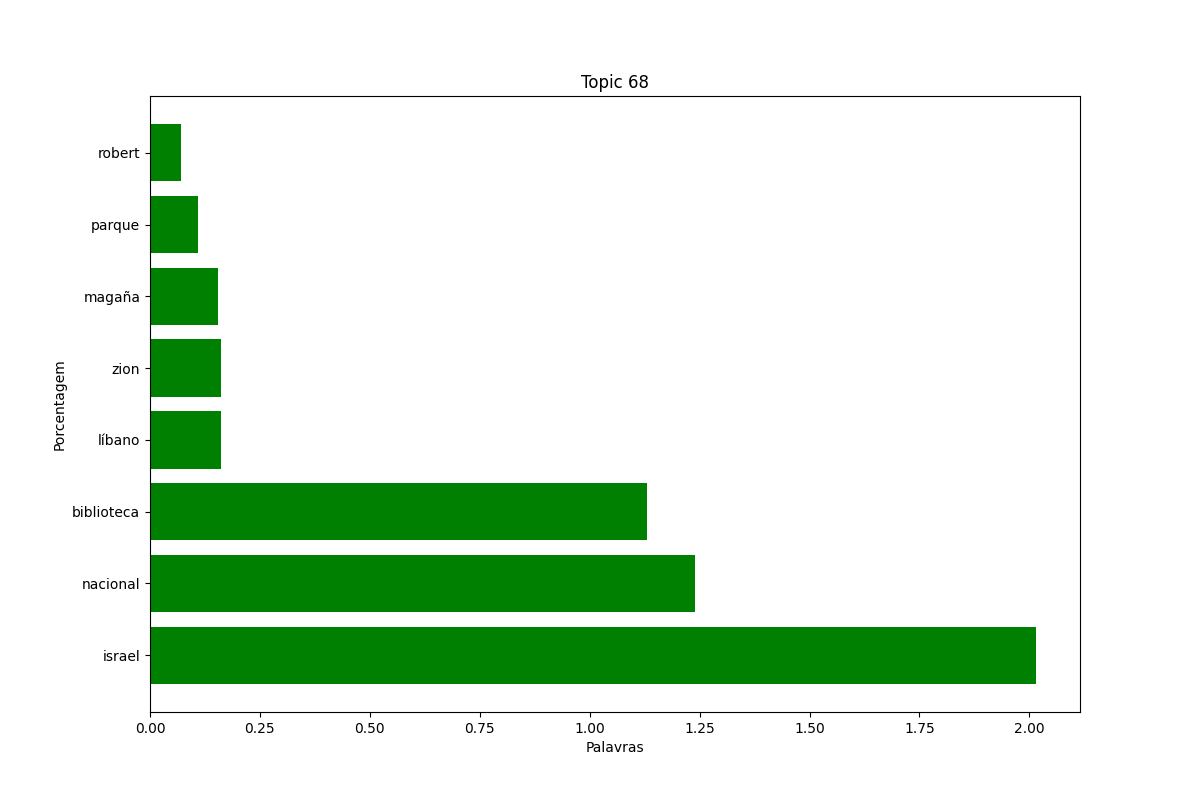 Topic 68
robert
parque
magaña
zion
líbano
biblioteca
nacional
israel
Porcentagem
0.00 0.25 0.50 0.75 1.00 1.25 1.50 1.75 2.00
Palavras